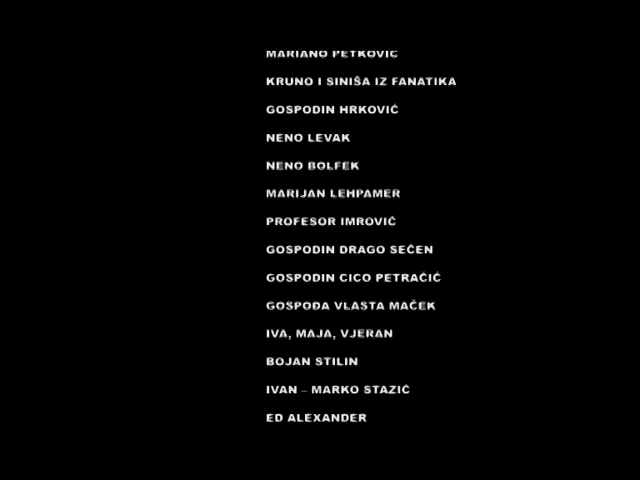 MARIANO PETKOVIĆ
KRUNO I SINIŠA IZ FANATIKA
GOSPODIN HRKOVIĆ
NENO LEVAK
NENO BOLFEK
MARIJAN LEHPAMER
PROFESOR IMROVIĆ
GOSPODIN DRAGO SEČEN
GOSPODIN CICO PETRAČIĆ
GOSPOĐA VLASTA MAČEK
IVA, MAJA, VJERAN
BOJAN STILIN
IVAN – MARKO STAZIĆ
ED ALEXANDER